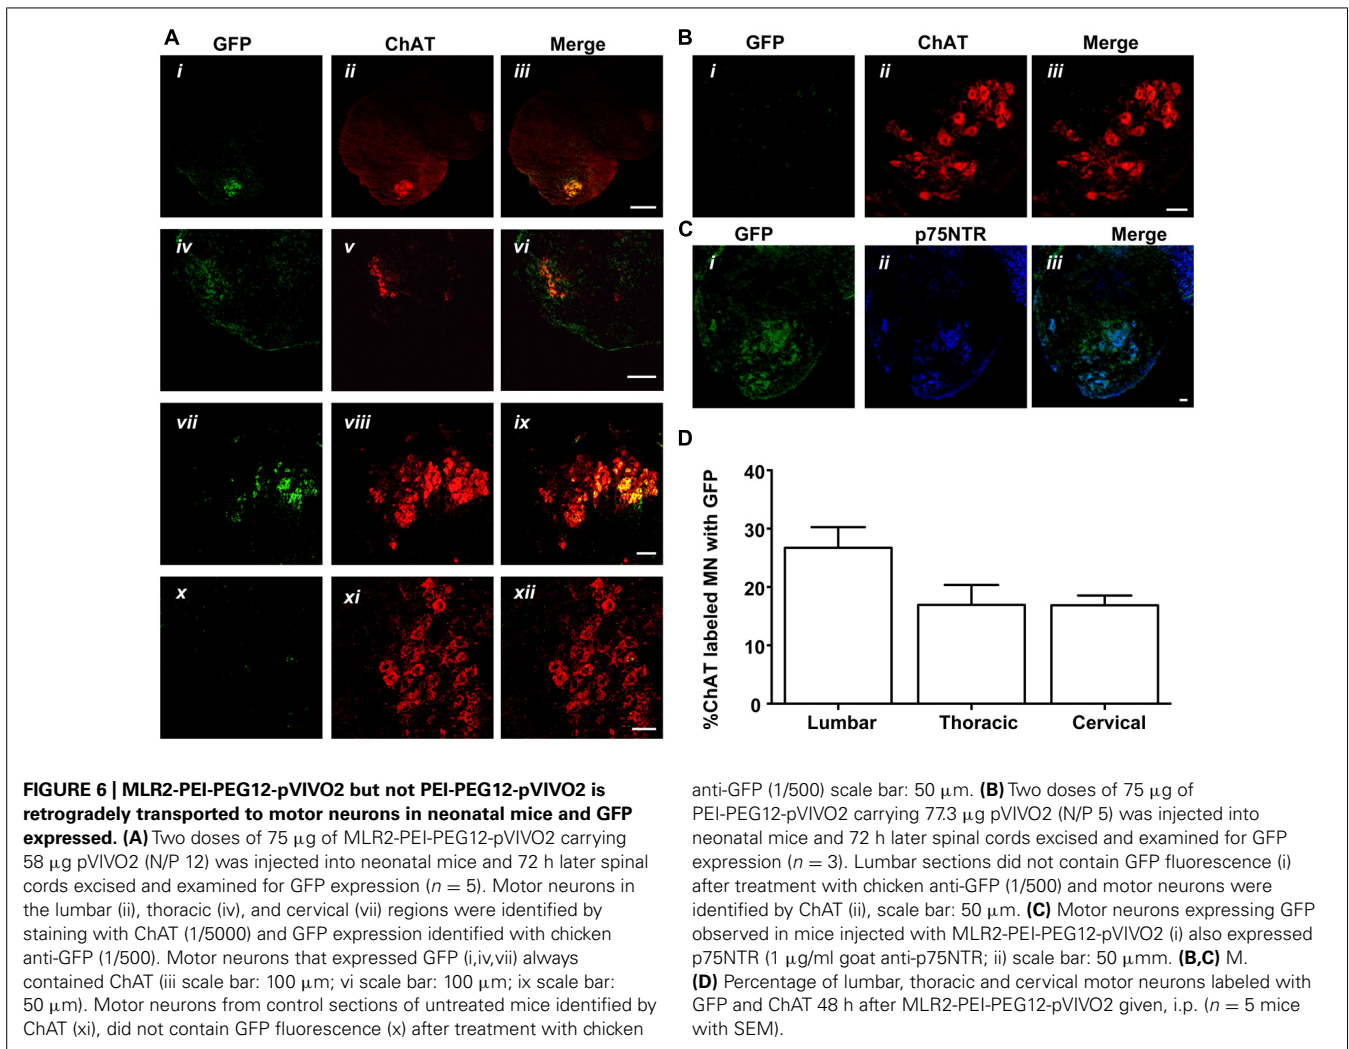 A
GFP ChAT Merge
i ii iii
iv v vi
vii viii ix
x xi xii
B
GFP ChAT Merge
i ii iii
C
GFP p75NTR Merge
i ii iii
D
%ChAT labeled MN with GFP
40
30
20
10
0
Lumbar Thoracic Cervical
FIGURE 6 | MLR2-PEI-PEG12-pVIVO2 but not PEI-PEG12-pVIVO2 is
retrogradely transported to motor neurons in neonatal mice and GFP
expressed. (A) Two doses of 75 μg of MLR2-PEI-PEG12-pVIVO2 carrying
58 μg pVIVO2 (N/P 12) was injected into neonatal mice and 72 h later spinal
cords excised and examined for GFP expression (n = 5). Motor neurons in
the lumbar (ii), thoracic (iv), and cervical (vii) regions were identified by
staining with ChAT (1/5000) and GFP expression identified with chicken
anti-GFP (1/500). Motor neurons that expressed GFP (i,iv,vii) always
contained ChAT (iii scale bar: 100 μm; vi scale bar: 100 μm; ix scale bar:
50 μm). Motor neurons from control sections of untreated mice identified by
ChAT (xi), did not contain GFP fluorescence (x) after treatment with chicken
anti-GFP (1/500) scale bar: 50 μm. (B) Two doses of 75 μg of
PEI-PEG12-pVIVO2 carrying 77.3 μg pVIVO2 (N/P 5) was injected into
neonatal mice and 72 h later spinal cords excised and examined for GFP
expression (n = 3). Lumbar sections did not contain GFP fluorescence (i)
after treatment with chicken anti-GFP (1/500) and motor neurons were
identified by ChAT (ii), scale bar: 50 μm. (C) Motor neurons expressing GFP
observed in mice injected with MLR2-PEI-PEG12-pVIVO2 (i) also expressed
p75NTR (1 μg/ml goat anti-p75NTR; ii) scale bar: 50 μmm. (B,C) M.
(D) Percentage of lumbar, thoracic and cervical motor neurons labeled with
GFP and ChAT 48 h after MLR2-PEI-PEG12-pVIVO2 given, i.p. (n = 5 mice
with SEM).